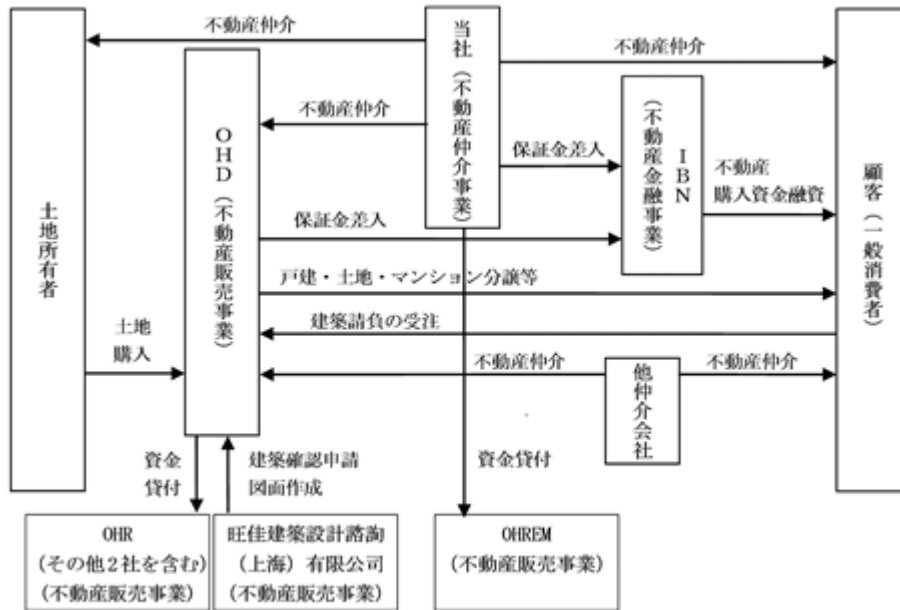 不動産仲介
当社（不動産仲介事業）
不動産仲介
土地所有者
OHD（不動産販売事業）
不動産仲介
IBN
（不動産金融事業）
顧客（一般消費者）
保証金差入
不動産
購入資金融資
保証金差入
戸建・土地・マンション分譲等
建築請負の受注
土地
購入
不動産仲介
他仲介会社
不動産仲介
資金
貸付
建築確認申請
図面作成
資金貸付
OHR
（その他2社を含む）
（不動産販売事業）
旺佳建築設計諮詢
（上海）有限公司
（不動産販売事業）
OHREM
（不動産販売事業）